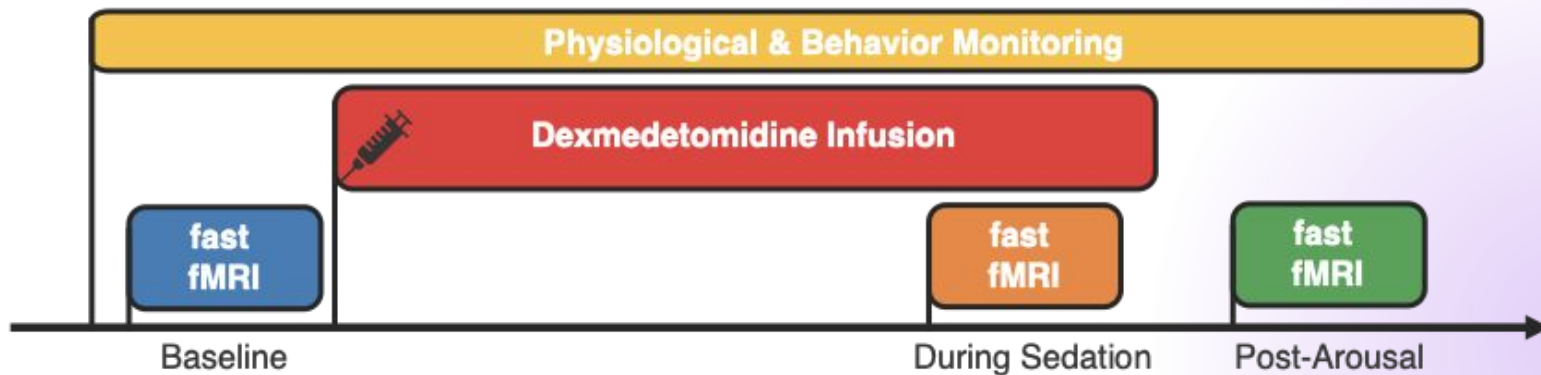 Physiological & Behavior Monitoring
Dexmedetomidine Infusion
fast
fMRI
fast
fMRI
fast
fMRI
Baseline
During Sedation
Post-Arousal